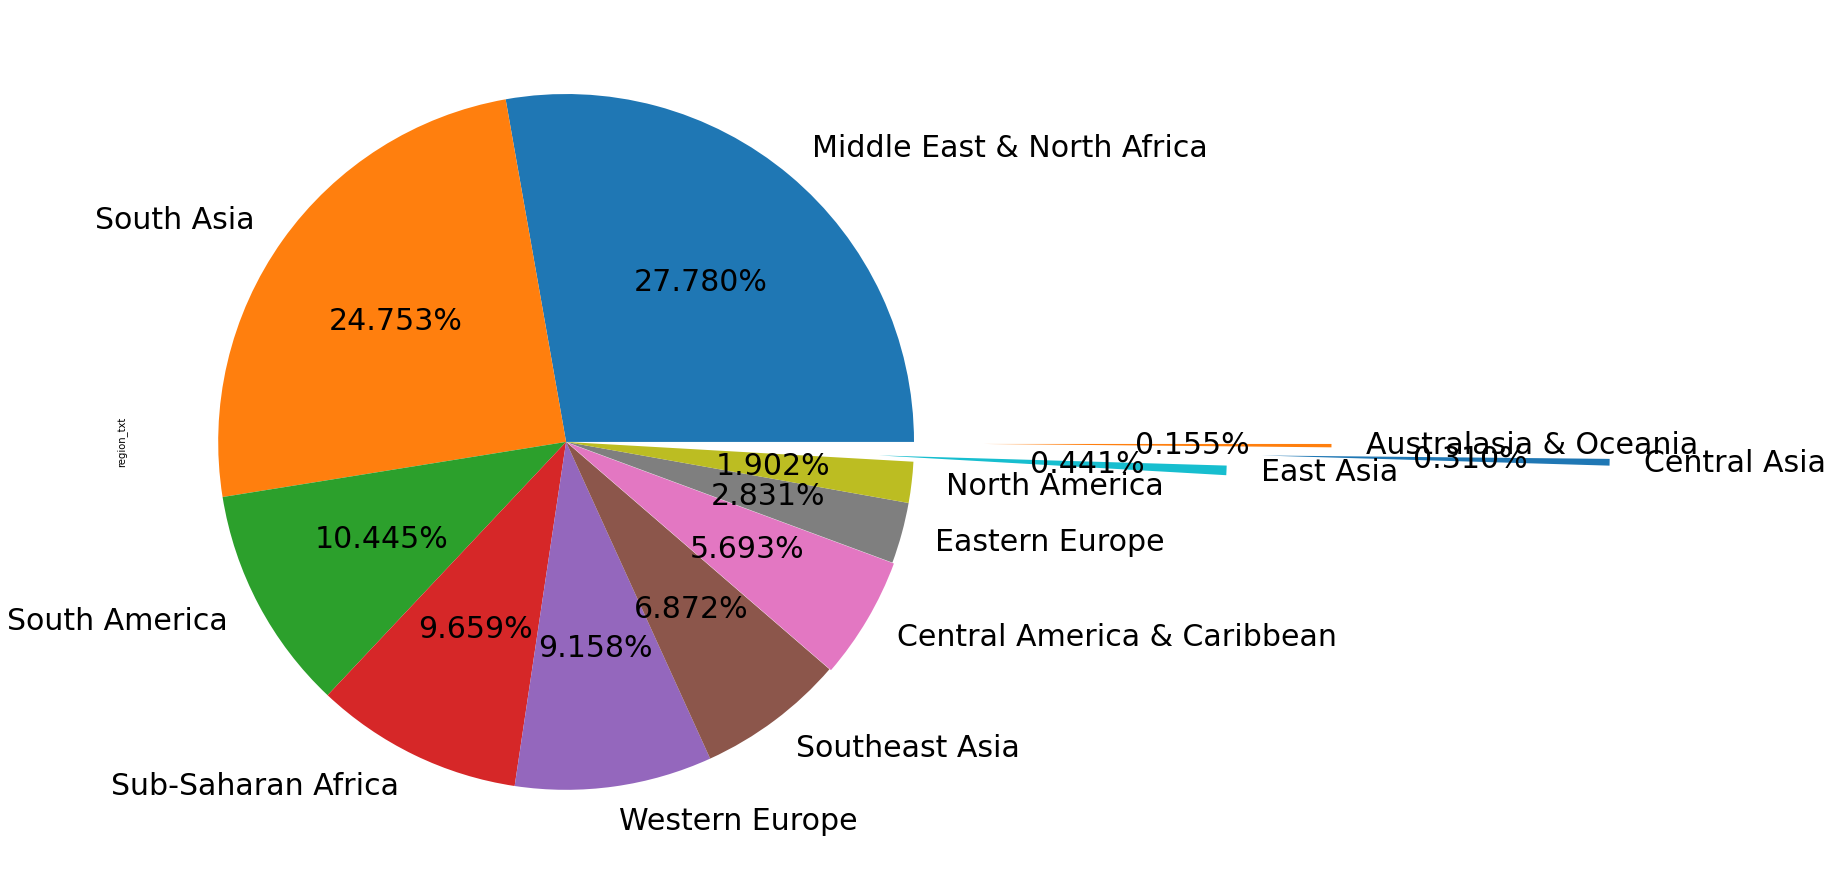 Middle East & North Africa
27.780%
South Asia
24.753%
region_txt
South America
10.445%
Sub-Saharan Africa
9.659%
Western Europe
9.158%
Southeast Asia
6.872%
Central America & Caribbean
5.693%
Eastern Europe
2.831%
North America
1.902%
East Asia
0.441%
Central Asia
0.310%
Australasia & Oceania
0.155%